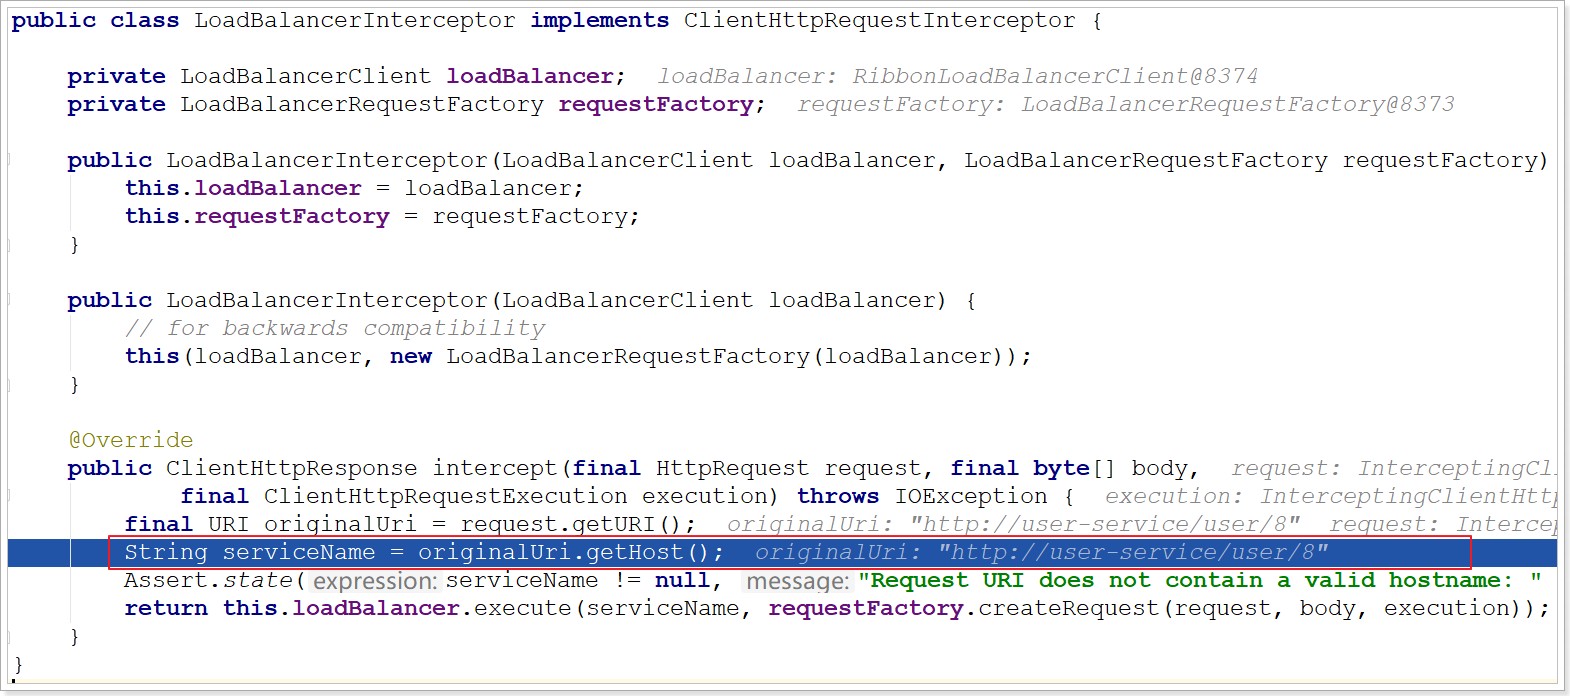 public class LoadBalancerInterceptor implements ClientHttpRequestInterceptor {
private LoadBalancerClient loadBalancer; loadBalancer: RibbonLoadBalancerClient@8374
private LoadBalancerRequestFactory requestFactory; requestFactory: LoadBalancerRequestFactory@8373
public LoadBalancerInterceptor(LoadBalancerClient loadBalancer, LoadBalancerRequestFactory requestFactory)
this.loadBalancer = loadBalancer;
this.requestFactory = requestFactory;
}
public LoadBalancerInterceptor(LoadBalancerClient loadBalancer) {
// for backwards compatibility
this(loadBalancer, new LoadBalancerRequestFactory(loadBalancer));
}
@Override
public ClientHttpResponse intercept(final HttpRequest request, final byte[] body, request: InterceptingCl
final ClientHttpRequestExecution execution) throws IOException { execution: InterceptingClientHttp
final URI originalUri = request.getURI(); originalUri: "http://user-service/user/8" request: Intercep
String serviceName = originalUri.getHost(); originalUri: "http://user-service/user/8"
Assert.state( expression: serviceName != null, message: "Request URI does not contain a valid hostname: "
return this.loadBalancer.execute(serviceName, requestFactory.createRequest(request, body, execution));
}
}